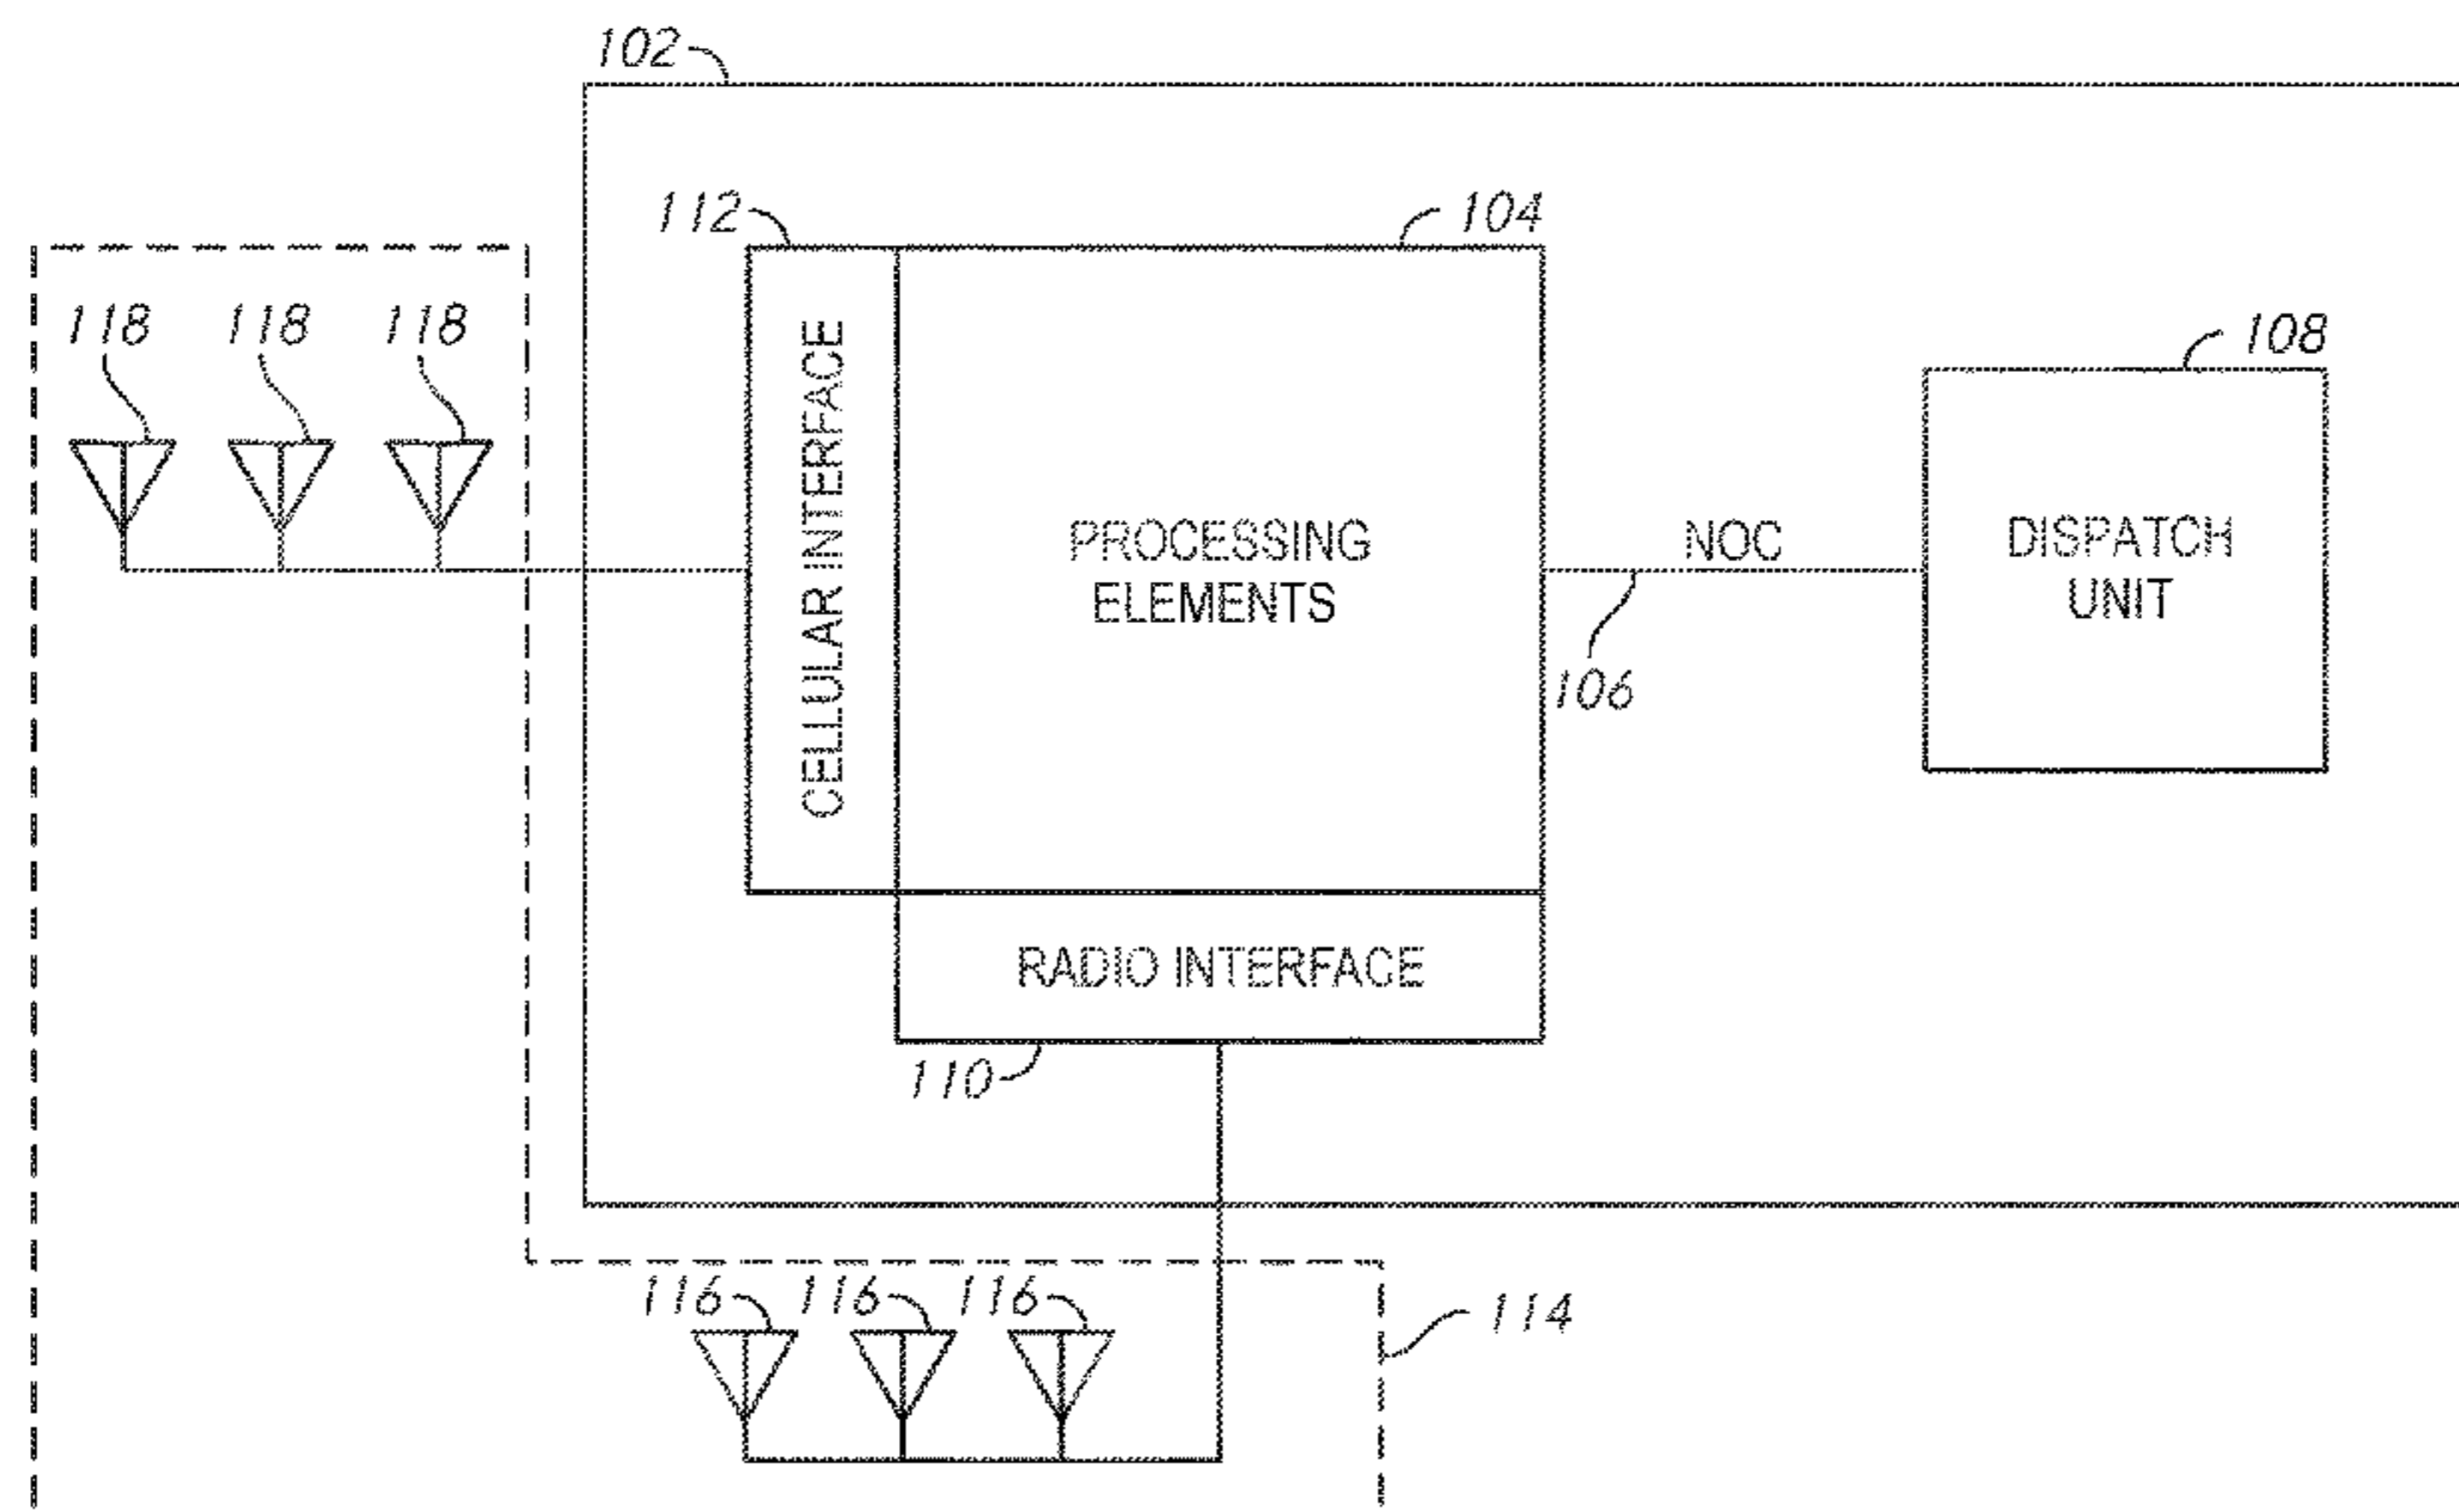 102
112
104
118 118 118
108
CELLULAR INTERFACE
PROCESSING
ELEMENTS
NOC
DISPATCH
UNIT
106
RADIO INTERFACE
110
116 116 116
114